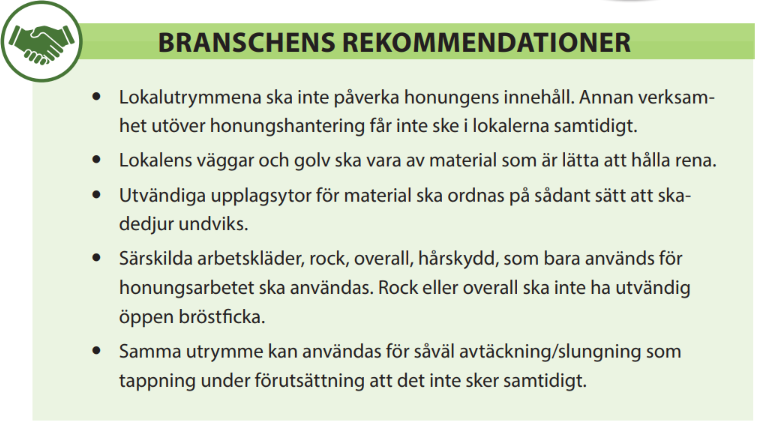 BRANSCHENS REKOMMENDATIONER
• Lokalutrymmena ska inte påverka honungens innehåll. Annan verksam-
het utöver honungshantering får inte ske i lokalerna samtidigt.
• Lokalens väggar och golv ska vara av material som är lätta att hålla rena.
• Utvändiga upplagsytor för material ska ordnas på sådant sätt att ska-
dedjur undviks.
• Särskilda arbetskläder, rock, overall, hårskydd, som bara används för
honungsarbetet ska användas. Rock eller overall ska inte ha utvändig
öppen bröstficka.
• Samma utrymme kan användas för såväl avtäckning/slungning som
tappning under förutsättning att det inte sker samtidigt.